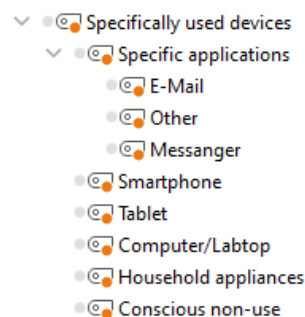 Specifically used devices
Specific applications
E-Mail
Other
Messanger
Smartphone
Tablet
Computer/Labtop
Household appliances
Conscious non-use